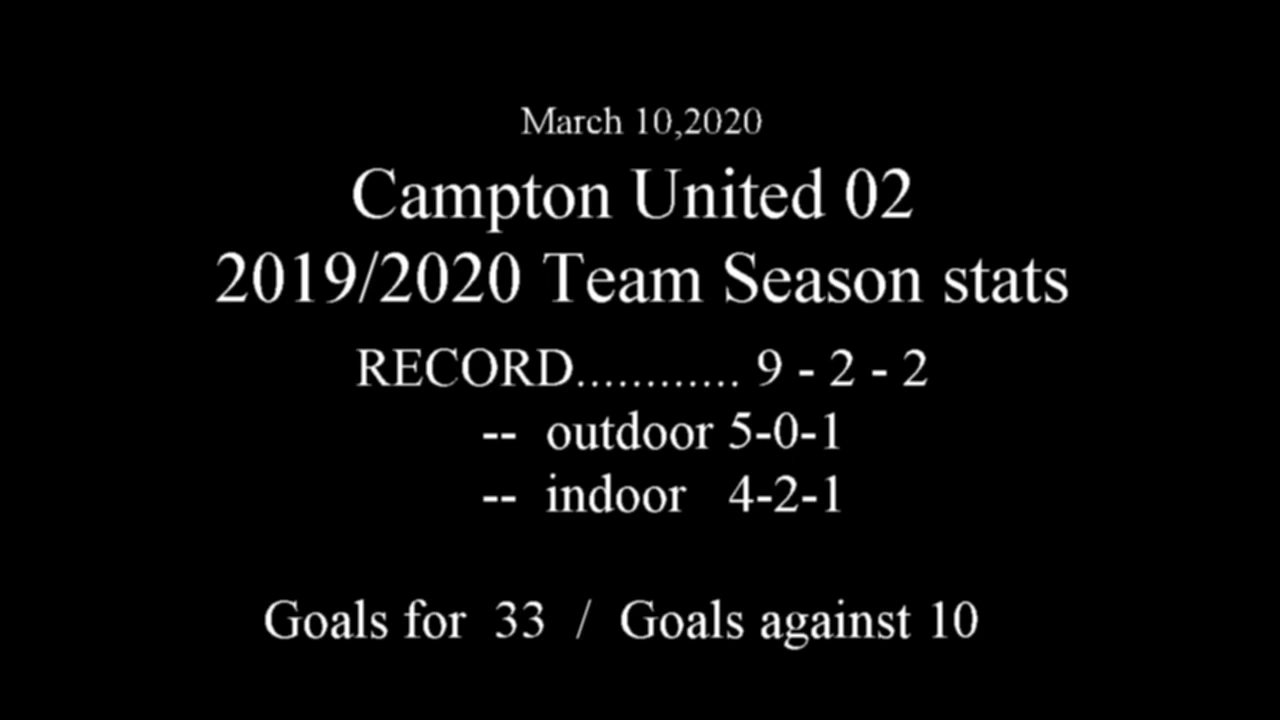 March 10,2020
Campton United 02
2019/2020 Team Season stats
RECORD............ 9 - 2 - 2
-- outdoor 5-0-1
-- indoor 4-2-1
Goals for 33 / Goals against 10